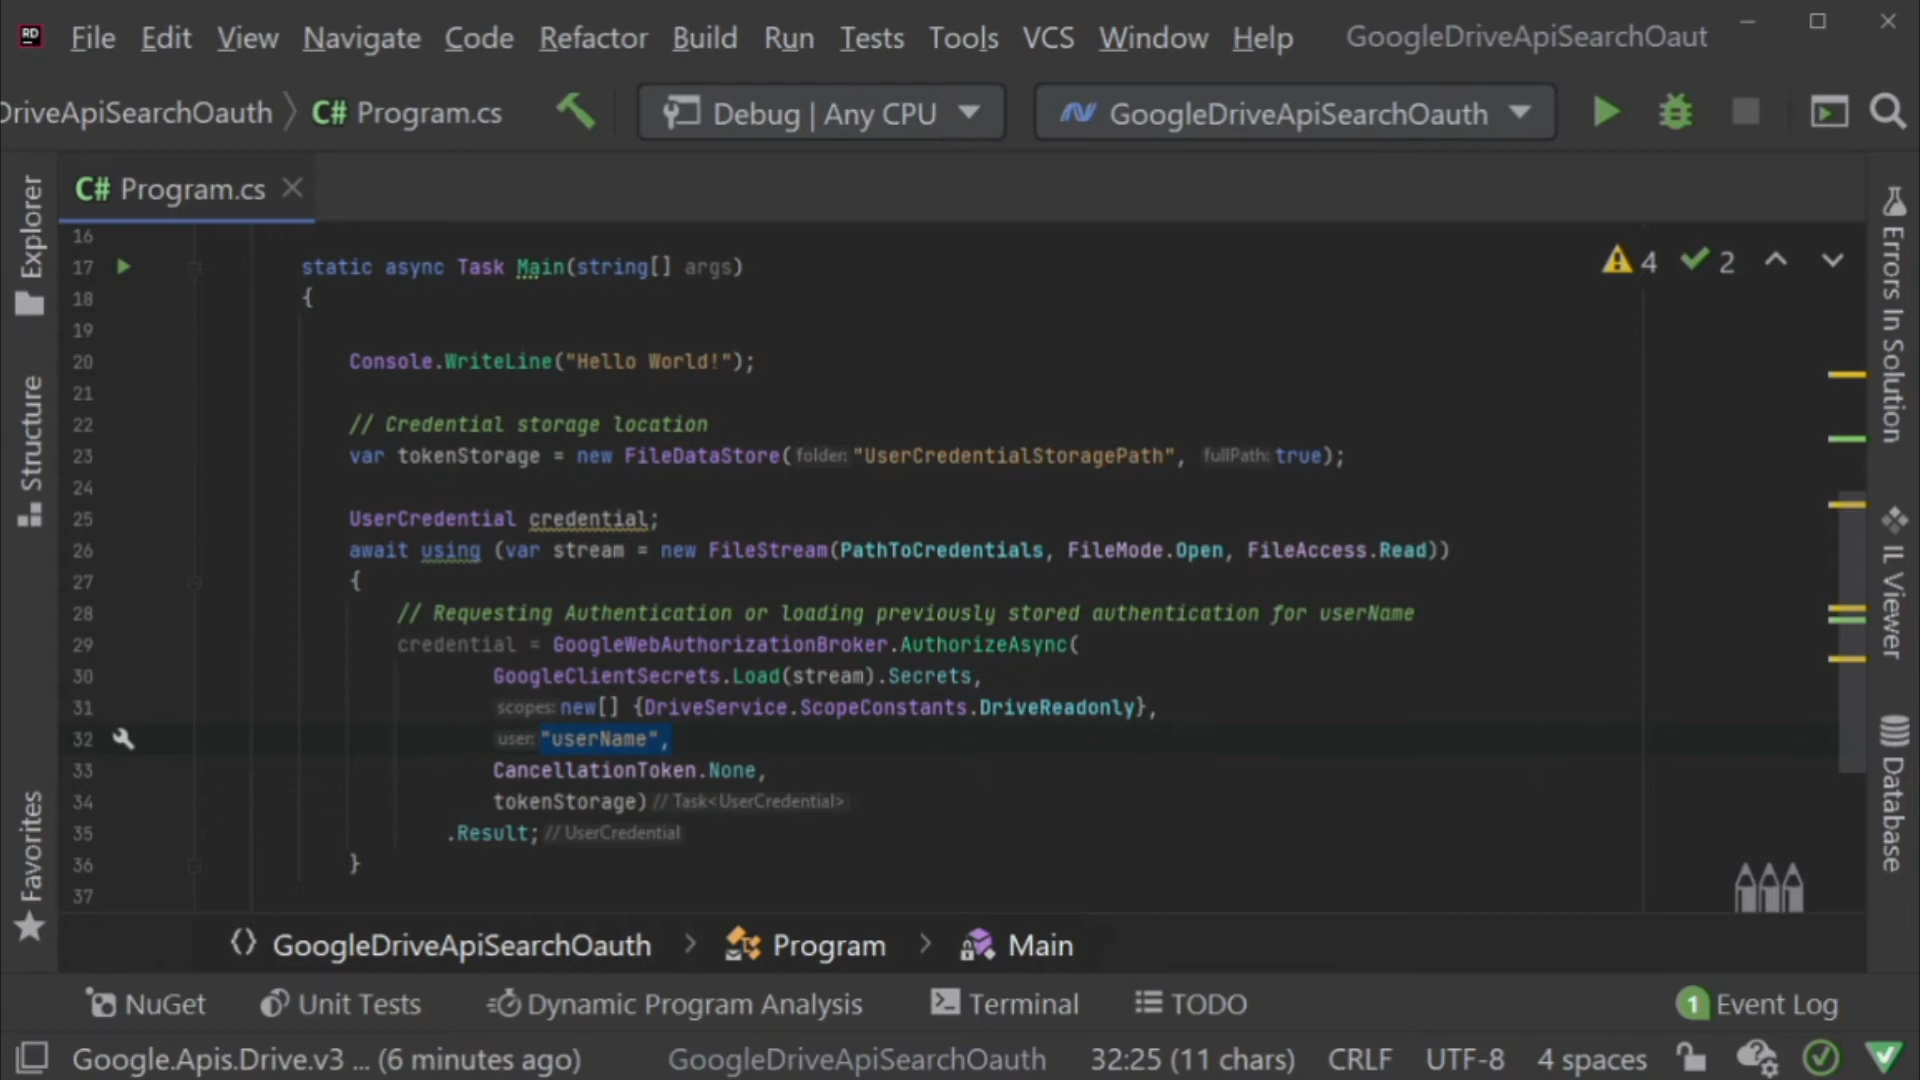 RD File Edit View Navigate Code Refactor Build Run Tests Tools VCS Window Help GoogleDriveApiSearchOaut
DriveApiSearchOauth C# Program.cs Debug | Any CPU GoogleDriveApiSearchOauth
C# Program.cs
Explorer
Structure
Favorites
16
17 static async Task Main(string[] args)
18 {
19
20 Console.WriteLine("Hello World!");
21
22 // Credential storage location
23 var tokenStorage = new FileDataStore( folder: "UserCredentialStoragePath", fullPath: true);
24
25 UserCredential credential;
26 await using (var stream = new FileStream(PathToCredentials, FileMode.Open, FileAccess.Read))
27 {
28 // Requesting Authentication or loading previously stored authentication for userName
29 credential = GoogleWebAuthorizationBroker.AuthorizeAsync(
30 GoogleClientSecrets.Load(stream).Secrets,
31 scopes: new[] {DriveService.ScopeConstants.DriveReadonly},
32 user: "userName",
33 CancellationToken.None,
34 tokenStorage) // Task<UserCredential>
35 .Result; // UserCredential
36 }
37
4 2
Errors In Solution
IL Viewer
Database
GoogleDriveApiSearchOauth > Program > Main
NuGet Unit Tests Dynamic Program Analysis Terminal TODO 1 Event Log
Google.Apis.Drive.v3 ... (6 minutes ago) GoogleDriveApiSearchOauth 32:25 (11 chars) CRLF UTF-8 4 spaces